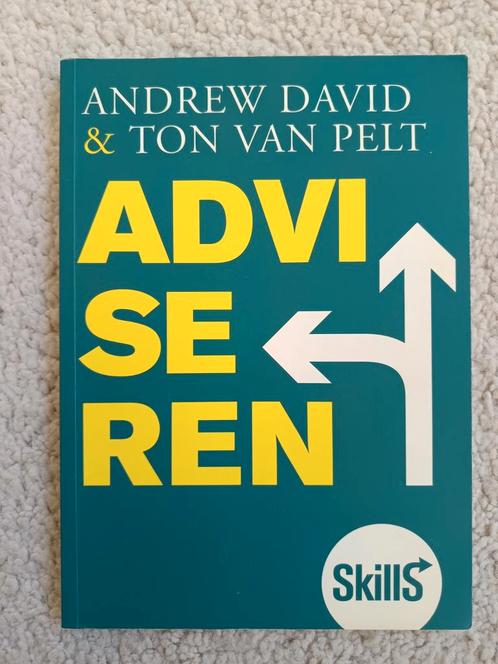 ANDREW DAVID
& TON VAN PELT
ADVI
SE
REN
SkillS